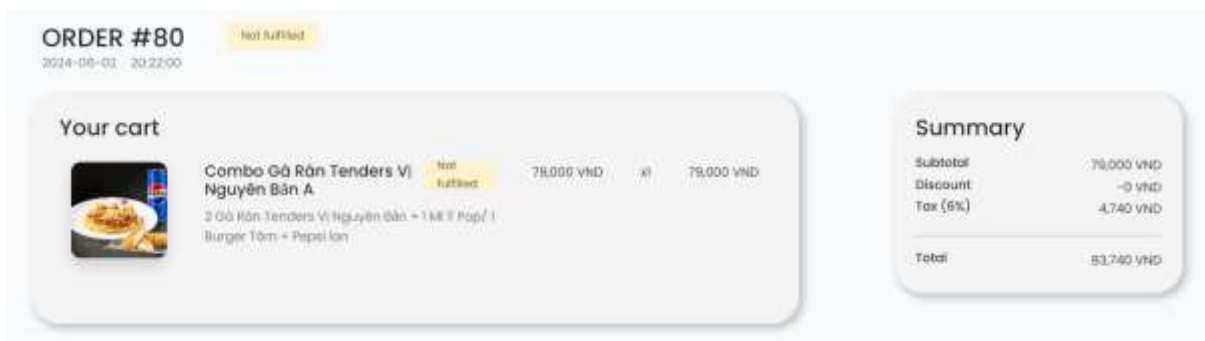 ORDER #80
Not fulfilled
2024-06-02 20:22:00
Your cart
Combo Gà Rán Tenders Vị
Nguyên Bản A
Not
fulfilled
79,000 VND
x1
79,000 VND
2 Gà Rán Tenders Vị Nguyên Bản + 1 Mì Ý Pop/ 1
Burger Tôm + Pepsi lon
Summary
Subtotal 79,000 VND
Discount -0 VND
Tax (6%) 4,740 VND
Total 83,740 VND